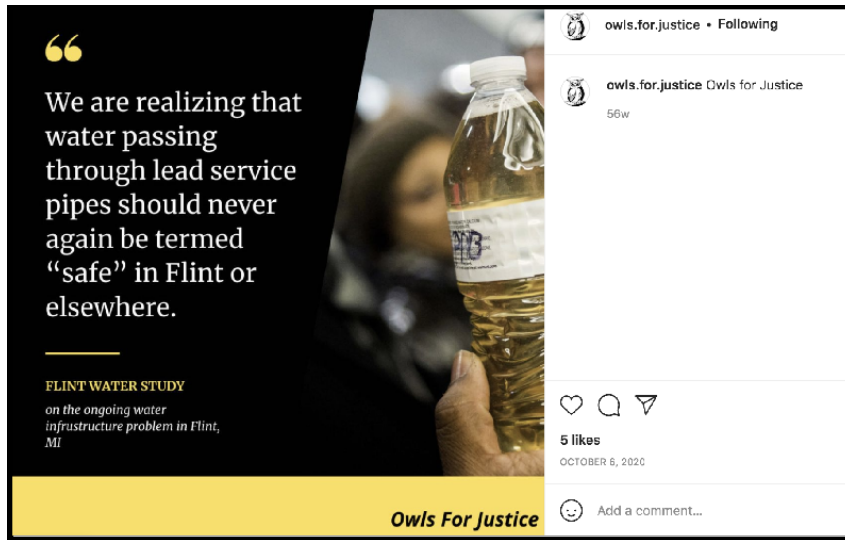 “
We are realizing that
water passing
through lead service
pipes should never
again be termed
“safe” in Flint or
elsewhere.
FLINT WATER STUDY
on the ongoing water
infrustructure problem in Flint,
MI
Owls For Justice
owls.for.justice • Following
owls.for.justice Owls for Justice
56w
5 likes
OCTOBER 6, 2020
Add a comment...